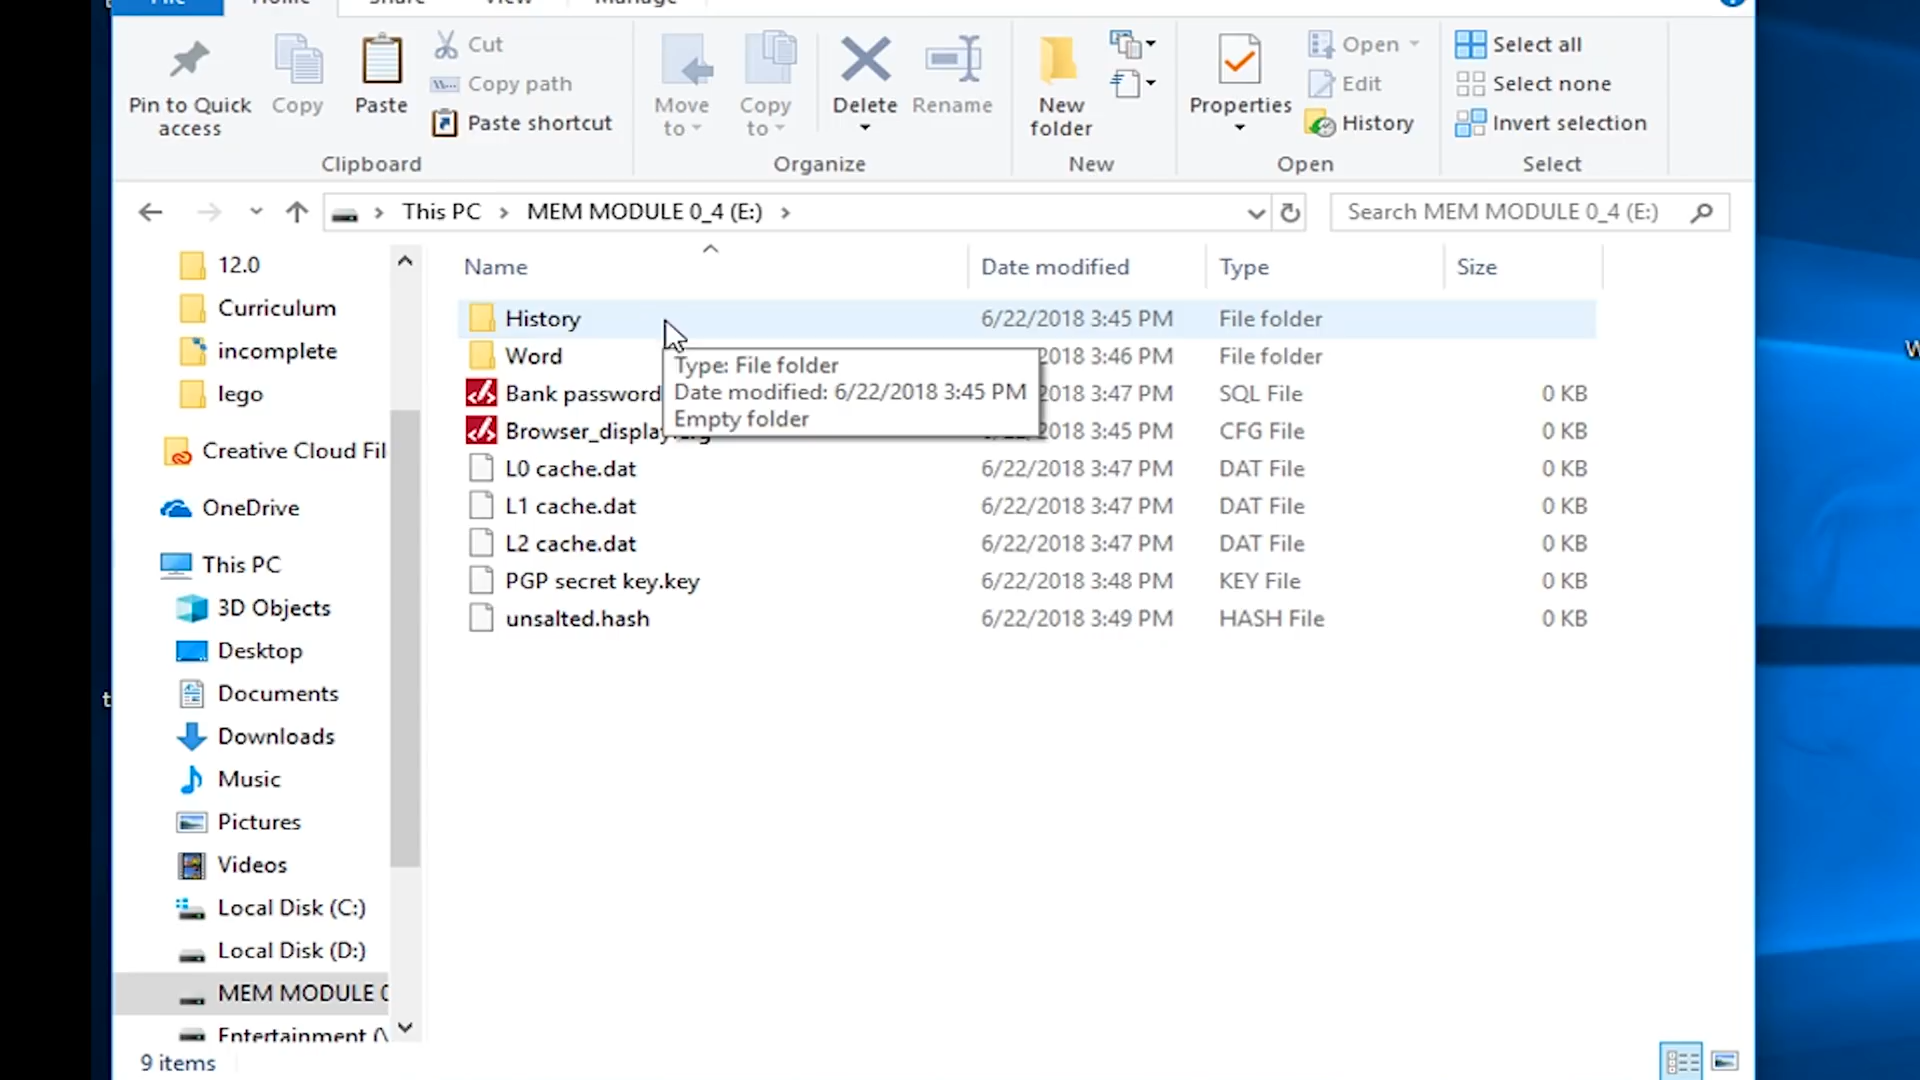 File Home Share View Manage
Pin to Quick access
Copy
Paste
Cut
Copy path
Paste shortcut
Clipboard
Move to
Copy to
Delete
Rename
Organize
New folder
New
Properties
Open
Edit
History
Open
Select all
Select none
Invert selection
Select
This PC > MEM MODULE 0_4 (E:) >
Search MEM MODULE 0_4 (E:)
12.0
Curriculum
incomplete
lego
Creative Cloud Fil
OneDrive
This PC
3D Objects
Desktop
Documents
Downloads
Music
Pictures
Videos
Local Disk (C:)
Local Disk (D:)
MEM MODULE 0
Entertainment (\
Name Date modified Type Size
History 6/22/2018 3:45 PM File folder
Word 2018 3:46 PM File folder
Bank password 2018 3:47 PM SQL File 0 KB
Browser_display 2018 3:45 PM CFG File 0 KB
L0 cache.dat 6/22/2018 3:47 PM DAT File 0 KB
L1 cache.dat 6/22/2018 3:47 PM DAT File 0 KB
L2 cache.dat 6/22/2018 3:47 PM DAT File 0 KB
PGP secret key.key 6/22/2018 3:48 PM KEY File 0 KB
unsalted.hash 6/22/2018 3:49 PM HASH File 0 KB
Type: File folder
Date modified: 6/22/2018 3:45 PM
Empty folder
9 items